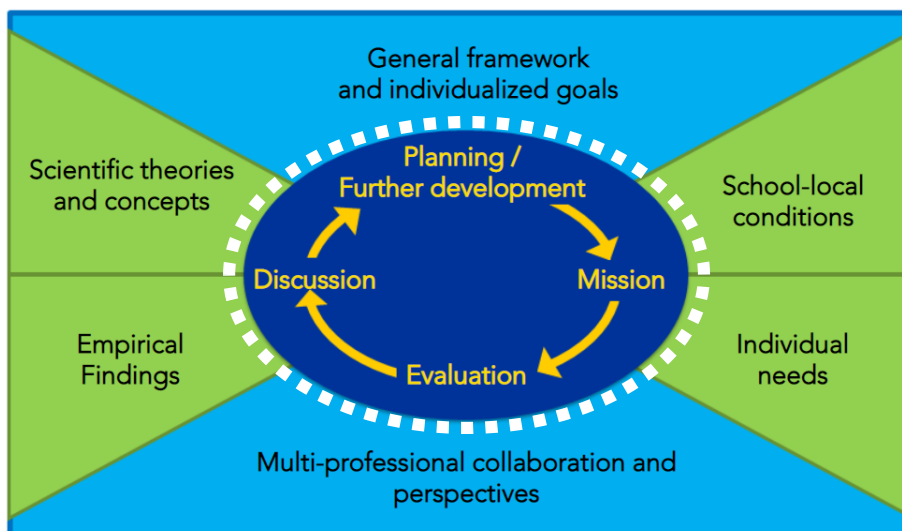 General framework
and individualized goals
Scientific theories
and concepts
Planning /
Further development
School-local
conditions
Discussion
Mission
Empirical
Findings
Evaluation
Individual
needs
Multi-professional collaboration and
perspectives